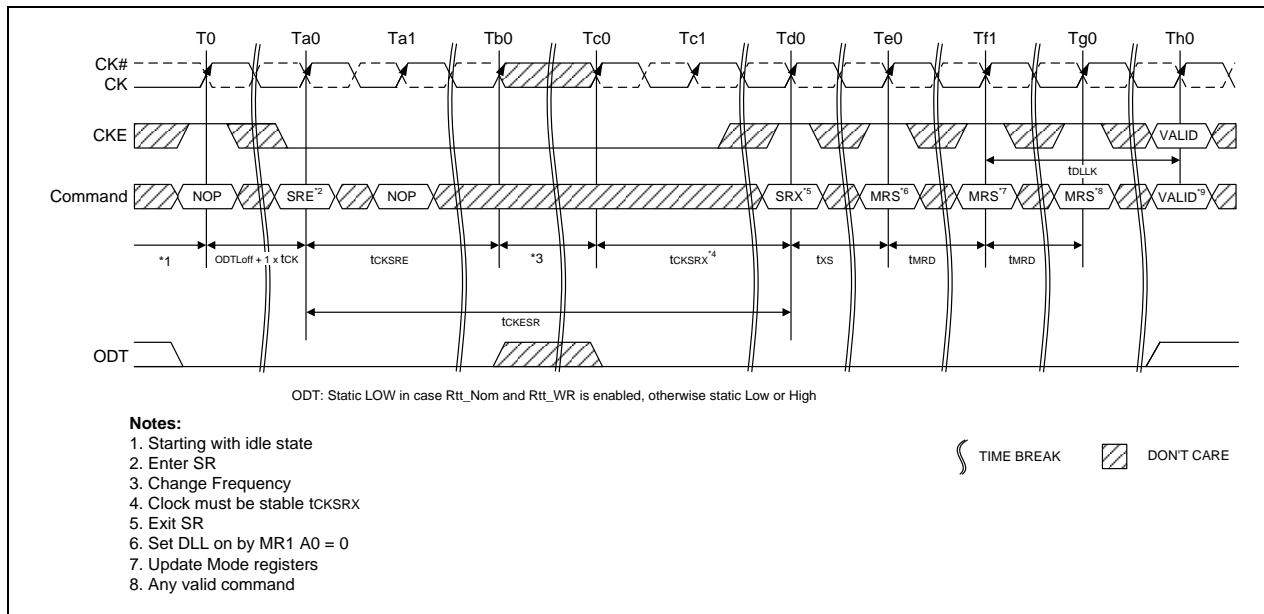 T0 Ta0 Ta1 Tb0 Tc0 Tc1 Td0 Te0 Tf1 Tg0 Th0
CK#
CK
CKE
VALID
tDLLK
Command
NOP SRE*2 NOP SRX*5 MRS*6 MRS*7 MRS*8 VALID*9
*1 ODTLoff + 1 x tCK tCKSRE *3 tCKSRX*4 tXS tMRD tMRD
tCKESR
ODT
ODT: Static LOW in case Rtt_Nom and Rtt_WR is enabled, otherwise static Low or High
Notes:
1. Starting with idle state
2. Enter SR
3. Change Frequency
4. Clock must be stable tCKSRX
5. Exit SR
6. Set DLL on by MR1 A0 = 0
7. Update Mode registers
8. Any valid command
TIME BREAK
DON'T CARE